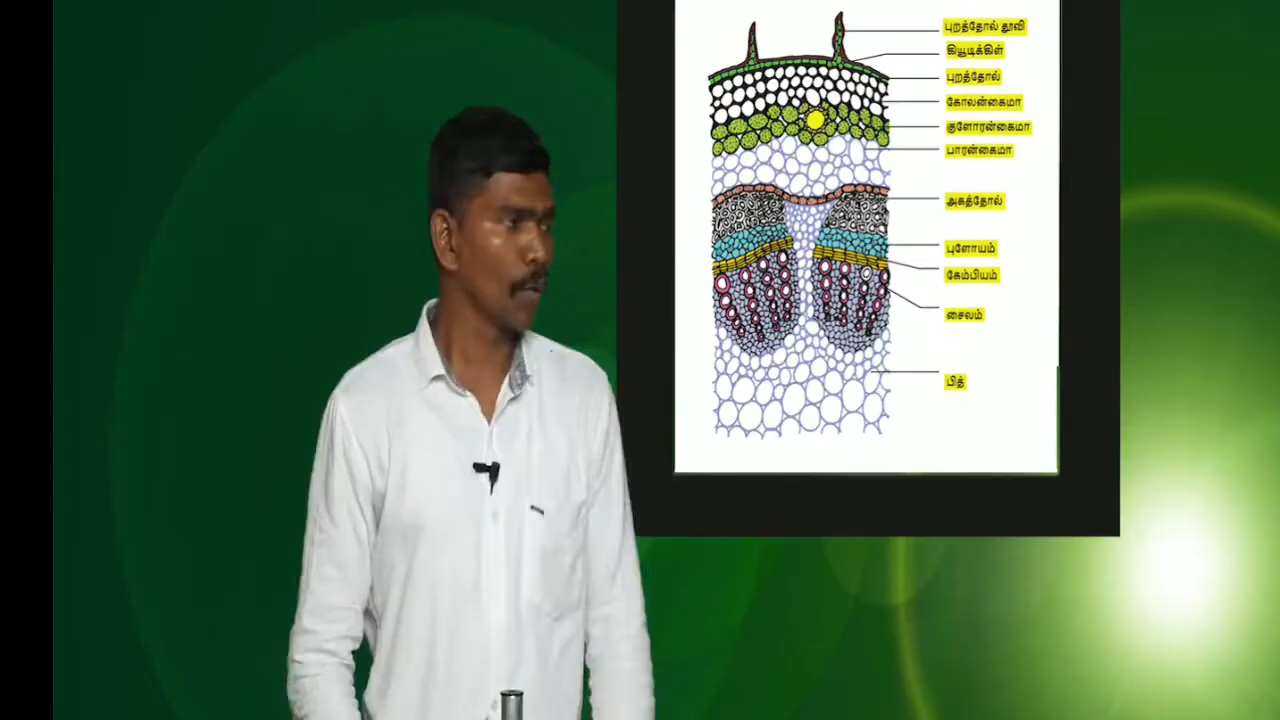 புறத்தோல் தூவி
கியூடிக்கிள்
புறத்தோல்
கோலன்கைமா
குளோரன்கைமா
பாரன்கைமா
அகத்தோல்
புளோயம்
கேம்பியம்
சைலம்
பித்